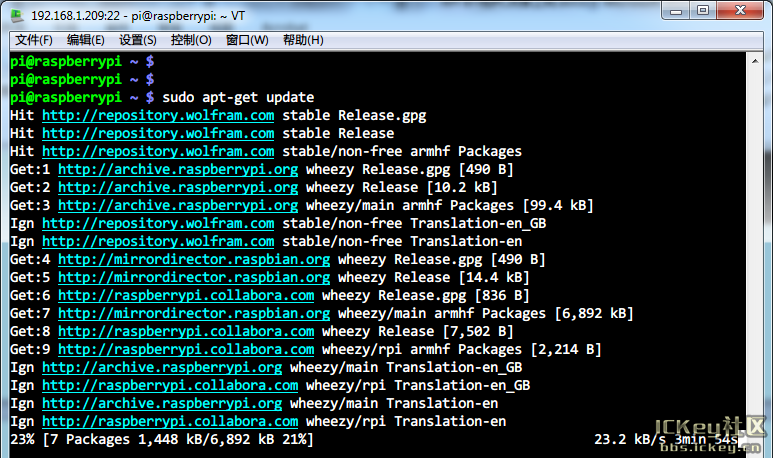 192.168.1.209:22 - pi@raspberrypi: ~ VT
文件(F) 编辑(E) 设置(S) 控制(O) 窗口(W) 帮助(H)
pi@raspberrypi ~ $
pi@raspberrypi ~ $
pi@raspberrypi ~ $ sudo apt-get update
Hit http://repository.wolfram.com stable Release.gpg
Hit http://repository.wolfram.com stable Release
Hit http://repository.wolfram.com stable/non-free armhf Packages
Get:1 http://archive.raspberrypi.org wheezy Release.gpg [490 B]
Get:2 http://archive.raspberrypi.org wheezy Release [10.2 kB]
Get:3 http://archive.raspberrypi.org wheezy/main armhf Packages [99.4 kB]
Ign http://repository.wolfram.com stable/non-free Translation-en_GB
Ign http://repository.wolfram.com stable/non-free Translation-en
Get:4 http://mirrordirector.raspbian.org wheezy Release.gpg [490 B]
Get:5 http://mirrordirector.raspbian.org wheezy Release [14.4 kB]
Get:6 http://raspberrypi.collabora.com wheezy Release.gpg [836 B]
Get:7 http://mirrordirector.raspbian.org wheezy/main armhf Packages [6,892 kB]
Get:8 http://raspberrypi.collabora.com wheezy Release [7,502 B]
Get:9 http://raspberrypi.collabora.com wheezy/rpi armhf Packages [2,214 B]
Ign http://archive.raspberrypi.org wheezy/main Translation-en_GB
Ign http://raspberrypi.collabora.com wheezy/rpi Translation-en_GB
Ign http://archive.raspberrypi.org wheezy/main Translation-en
Ign http://raspberrypi.collabora.com wheezy/rpi Translation-en
23% [7 Packages 1,448 kB/6,892 kB 21%] 23.2 kB/s 3min 54s
ICKey社区
bbs.ickey.cn